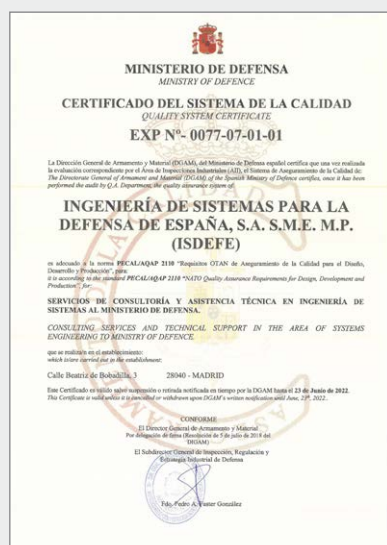 MINISTERIO DE DEFENSA
MINISTRY OF DEFENCE
CERTIFICADO DEL SISTEMA DE LA CALIDAD
QUALITY SYSTEM CERTIFICATE
EXP Nº- 0077-07-01-01
La Dirección General de Armamento y Material (DGAM), del Ministerio de Defensa español certifica que una vez realizada
la evaluación correspondiente por el Área de Inspecciones Industriales (AII), el Sistema de Aseguramiento de la Calidad de:
The Directorate General of Armament and Material (DGAM) of the Spanish Ministry of Defence certifies, once it has been
performed the audit by Q.A. Department, the quality assurance system of:
INGENIERÍA DE SISTEMAS PARA LA
DEFENSA DE ESPAÑA, S.A. S.M.E. M.P.
(ISDEFE)
es adecuado a la norma PECAL/AQAP 2110 "Requisitos OTAN de Aseguramiento de la Calidad para el Diseño,
Desarrollo y Producción", para:
it is according to the standard PECAL/AQAP 2110 "NATO Quality Assurance Requirements for Design, Development and
Production", for:
SERVICIOS DE CONSULTORÍA Y ASISTENCIA TÉCNICA EN INGENIERÍA DE
SISTEMAS AL MINISTERIO DE DEFENSA.
CONSULTING SERVICES AND TECHNICAL SUPPORT IN THE AREA OF SYSTEMS
ENGINEERING TO MINISTRY OF DEFENCE.
que se realiza/n en el establecimiento:
which is/are carried out in the establishment:
Calle Beatriz de Bobadilla, 3 28040 - MADRID
Este Certificado es válido salvo suspensión o retirada notificada en tiempo por la DGAM hasta el 23 de Junio de 2022.
This Certificate is valid unless it is cancelled or withdrawn upon DGAM's written notification until June, 23rd, 2022.
CONFORME
El Director General de Armamento y Material
Por delegación de firma (Resolución de 5 de julio de 2018 del
DIGAM)
El Subdirector General de Inspección, Regulación y
Estrategia Industrial de Defensa
Fdo. Pedro A. Fuster González